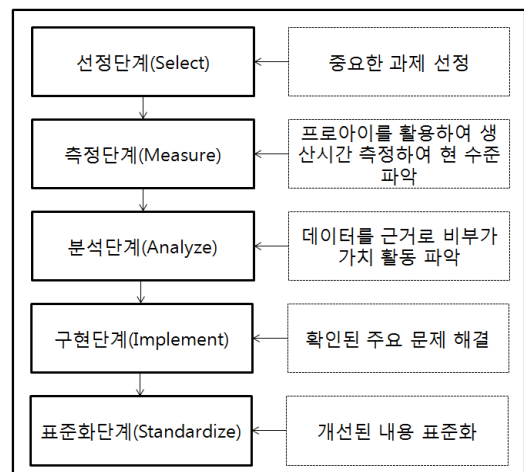 선정단계(Select)
중요한 과제 선정
측정단계(Measure)
프로아이를 활용하여 생
산시간 측정하여 현 수준
파악
분석단계(Analyze)
데이터를 근거로 비부가
가치 활동 파악
구현단계(Implement)
확인된 주요 문제 해결
표준화단계(Standardize)
개선된 내용 표준화